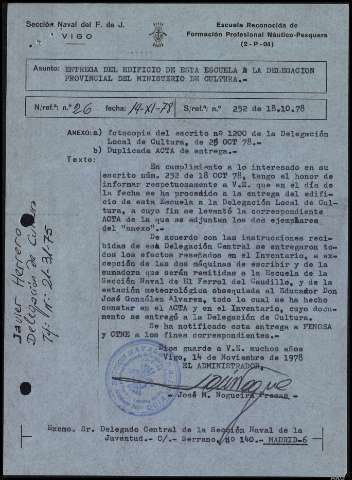 Sección Naval del F. de J.
VIGO
Escuela Reconocida de
Formación Profesional Náutico-Pesquera
(2-P-04)
Asunto: ENTREGA DEL EDIFICIO DE ESTA ESCUELA A LA DELEGACION
PROVINCIAL DEL MINISTERIO DE CULTURA.-
N/ref.ª n.º 26 fecha: 14-XI-78 S/ref.ª n.º 252 de 18.10.78
ANEXO: a) fotocopia del escrito nº 1200 de la Delegación
Local de Cultura, de 25 OCT 78.-
b) Duplicada ACTA de entrega.-
Texto:
En cumplimiento a lo interesado en su
escrito núm. 252 de 18 OCT 78, tengo el honor de
informar respetuosamente a V.S. que en el día de
la fecha se ha procedido a la entrega del edifi-
cio de esta Escuela a la Delegación Local de Cul-
tura, a cuyo fin se levantó la correspondiente
ACTA de la que se adjuntan los dos ejemplares
del "anexo".
De acuerdo con las instrucciones reci-
bidas de esa Delegación Central se entregaron to-
dos los efectos reseñados en el Inventario, a ex-
cepción de las dos máquinas de escribir y de la
sumadora que serán remitidas a la Escuela de la
Sección Naval de El Ferrol del Caudillo, y de la
estación meteorológica obsequiada al Educador Don
José González Alvarez, todo lo cual se ha hecho
constar en el ACTA y en el Inventario, cuyo docu-
mento se entregó a la Delegación de Cultura.
Se ha notificado esta entrega a FENOSA
y CTNE a los fines correspondientes.-
Dios guarde a V.S. muchos años
Vigo, 14 de Noviembre de 1978
EL ADMINISTRADOR,
- José M. Nogueira
Excmo. Sr. Delegado Central de la Sección Naval de la
Juventud.- C/.- Serrano, nº 140.- MADRID-6
Javier Herrero
Delegación de Cultura